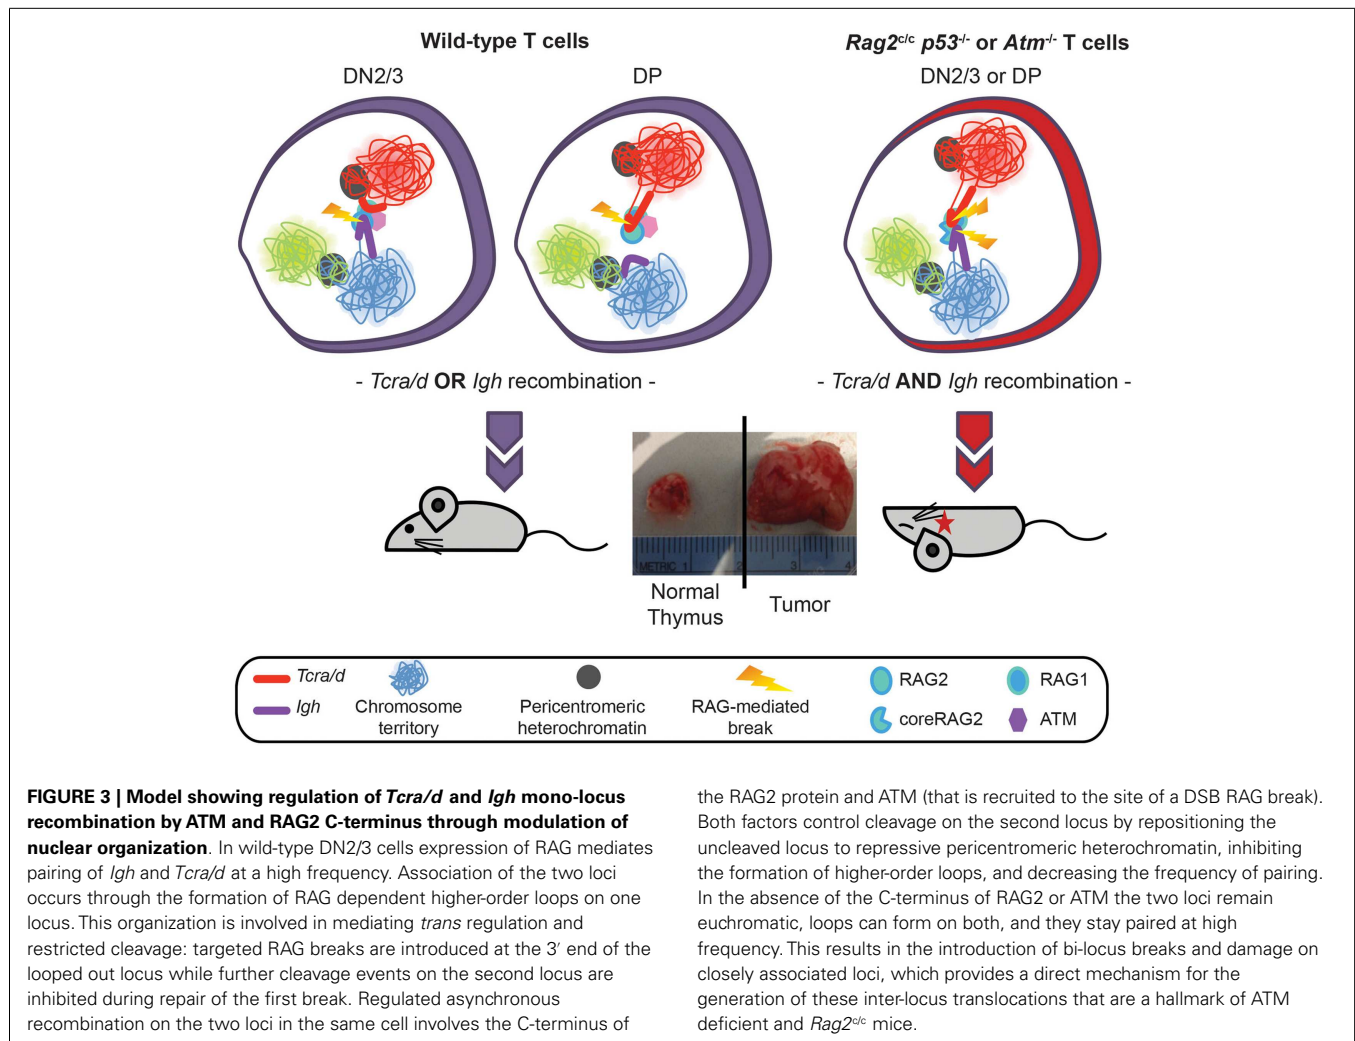 Wild-type T cells
Rag2c/c p53-/- or Atm-/- T cells
DN2/3
DP
DN2/3 or DP
- Tcra/d OR Igh recombination -
- Tcra/d AND Igh recombination -
METRIC 1 2 3 4
Normal
Thymus
Tumor
Tcra/d
Igh
Chromosome
territory
Pericentromeric
heterochromatin
RAG-mediated
break
RAG2
RAG1
coreRAG2
ATM
FIGURE 3 | Model showing regulation of Tcra/d and Igh mono-locus
recombination by ATM and RAG2 C-terminus through modulation of
nuclear organization. In wild-type DN2/3 cells expression of RAG mediates
pairing of Igh and Tcra/d at a high frequency. Association of the two loci
occurs through the formation of RAG dependent higher-order loops on one
locus. This organization is involved in mediating trans regulation and
restricted cleavage: targeted RAG breaks are introduced at the 3′ end of the
looped out locus while further cleavage events on the second locus are
inhibited during repair of the first break. Regulated asynchronous
recombination on the two loci in the same cell involves the C-terminus of
the RAG2 protein and ATM (that is recruited to the site of a DSB RAG break).
Both factors control cleavage on the second locus by repositioning the
uncleaved locus to repressive pericentromeric heterochromatin, inhibiting
the formation of higher-order loops, and decreasing the frequency of pairing.
In the absence of the C-terminus of RAG2 or ATM the two loci remain
euchromatic, loops can form on both, and they stay paired at high
frequency. This results in the introduction of bi-locus breaks and damage on
closely associated loci, which provides a direct mechanism for the
generation of these inter-locus translocations that are a hallmark of ATM
deficient and Rag2c/c mice.